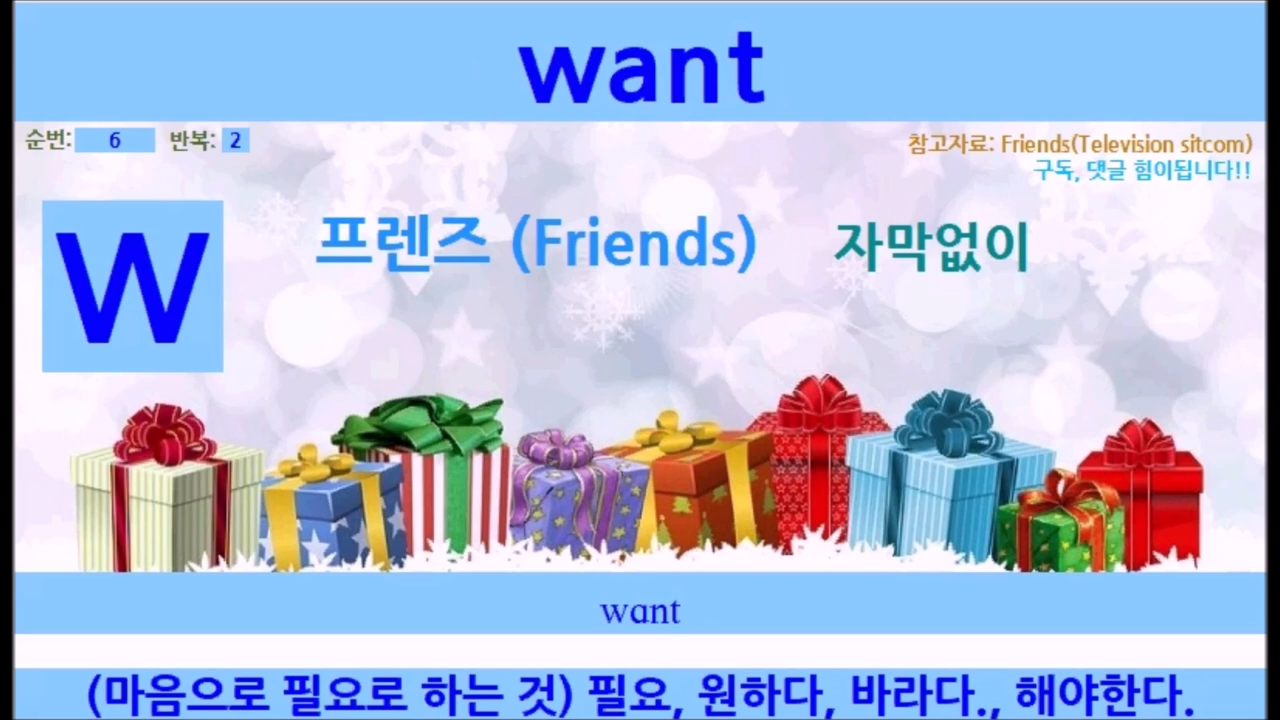 want
순번: 6 반복: 2
참고자료: Friends(Television sitcom)
구독, 댓글 힘이됩니다!!
W
프렌즈 (Friends) 자막없이
want
(마음으로 필요로 하는 것) 필요, 원하다, 바라다., 해야한다.